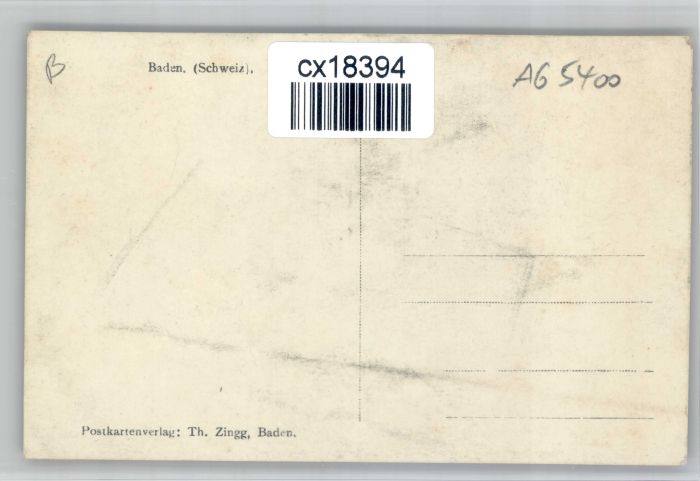 β
Baden. (Schweiz).
cx18394
AG 5400
Postkartenverlag: Th. Zingg, Baden.